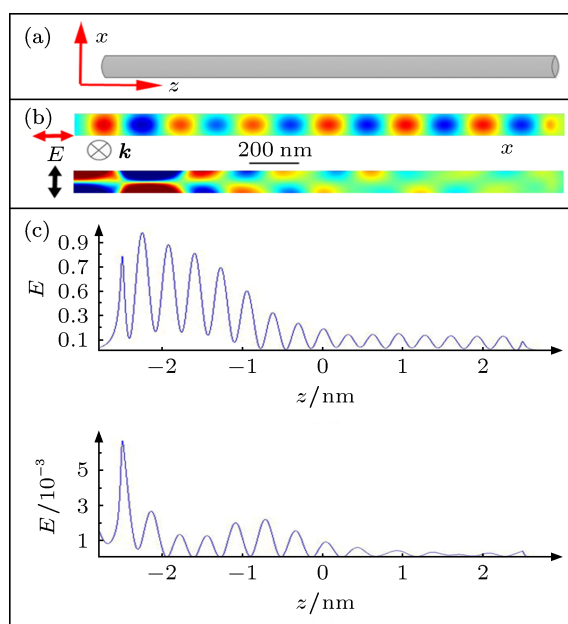 (a)
x
z
(b)
E
k
200 nm
x
(c)
E
0.9
0.7
0.6
0.3
0.1
−2 −1 0 1 2
z/nm
E/10⁻³
5
3
1
−2 −1 0 1 2
z/nm